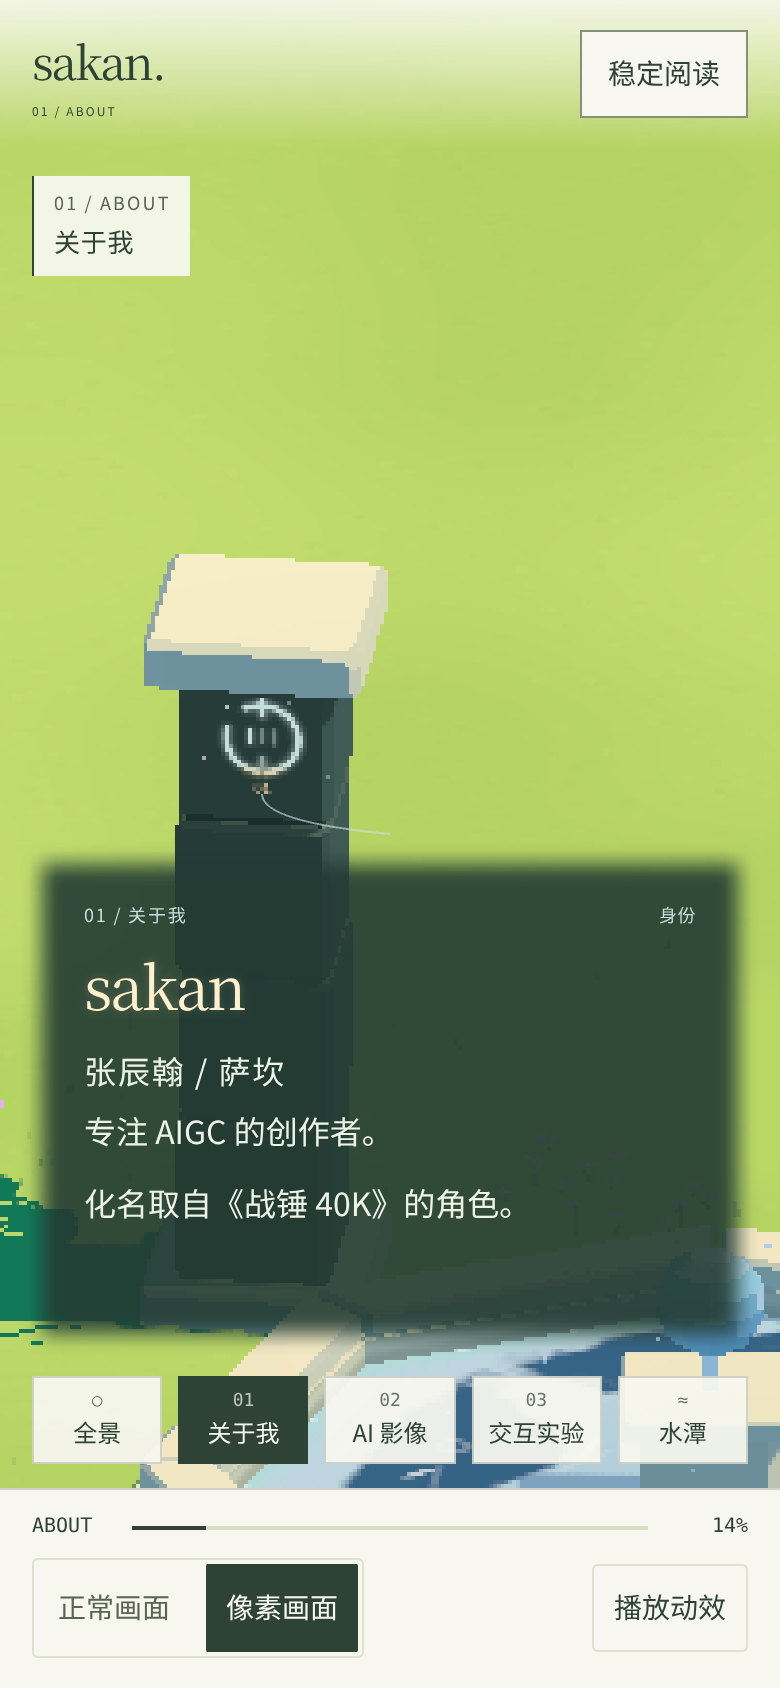 sakan.
01 / ABOUT
稳定阅读
01 / ABOUT
关于我
01 / 关于我
身份
sakan
张辰翰 / 萨坎
专注 AIGC 的创作者。
化名取自《战锤 40K》的角色。
○
全景
01
关于我
02
AI 影像
03
交互实验
≈
水潭
ABOUT
14%
正常画面
像素画面
播放动效